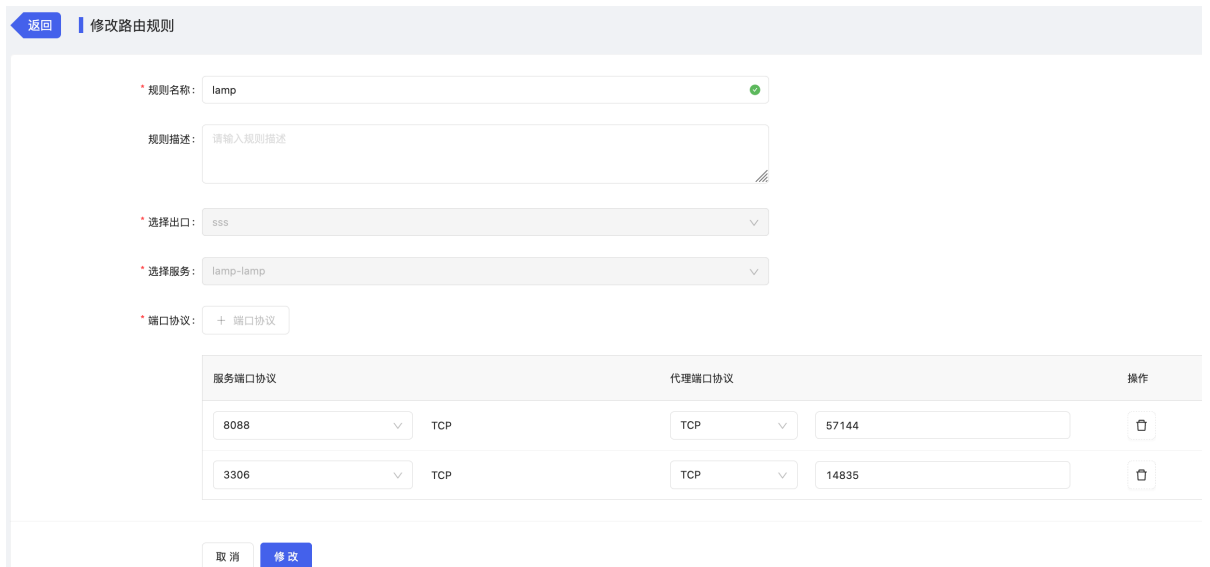 返回 修改路由规则
* 规则名称: lamp
规则描述: 请输入规则描述
* 选择出口: sss
* 选择服务: lamp-lamp
* 端口协议: + 端口协议
服务端口协议 代理端口协议 操作
8088 TCP TCP 57144
3306 TCP TCP 14835
取消 修改